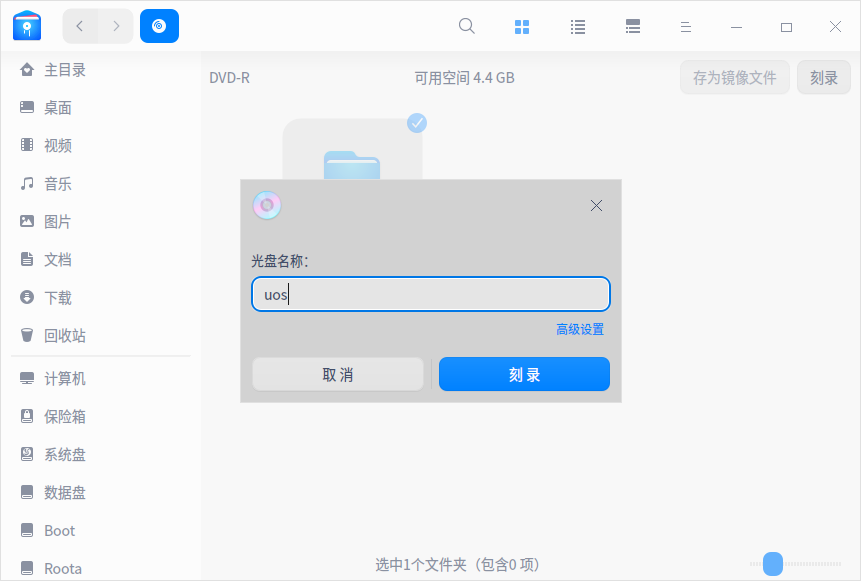 主目录
桌面
视频
音乐
图片
文档
下载
回收站
计算机
保险箱
系统盘
数据盘
Boot
Roota
DVD-R
可用空间 4.4 GB
存为镜像文件
刻录
光盘名称：
uos
高级设置
取 消
刻 录
选中1个文件夹（包含0 项）